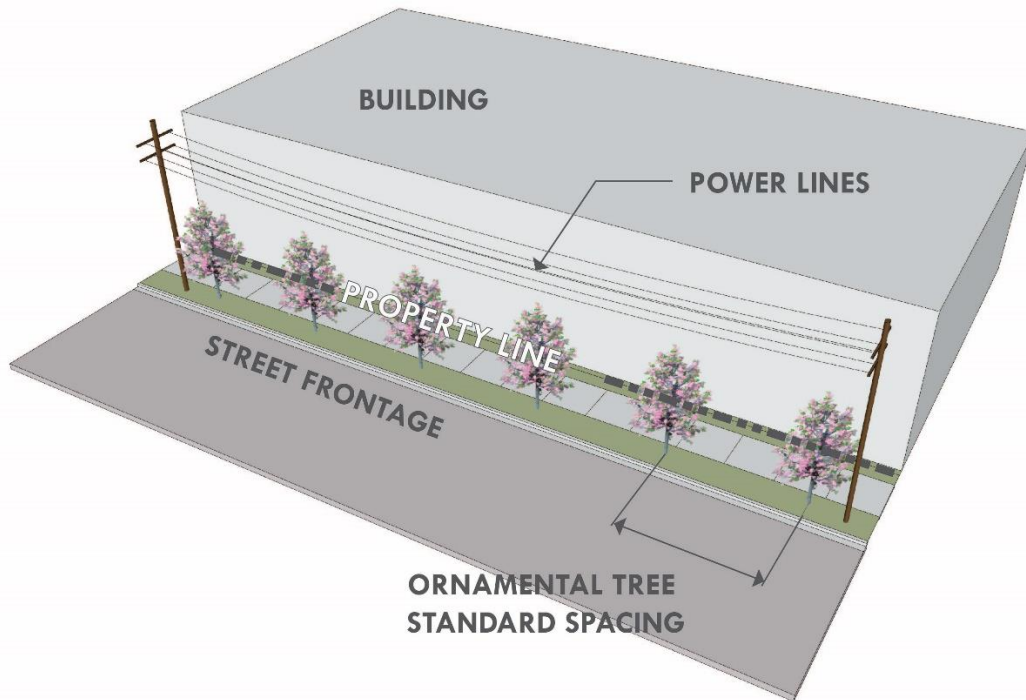 BUILDING
POWER LINES
PROPERTY LINE
STREET FRONTAGE
ORNAMENTAL TREE
STANDARD SPACING